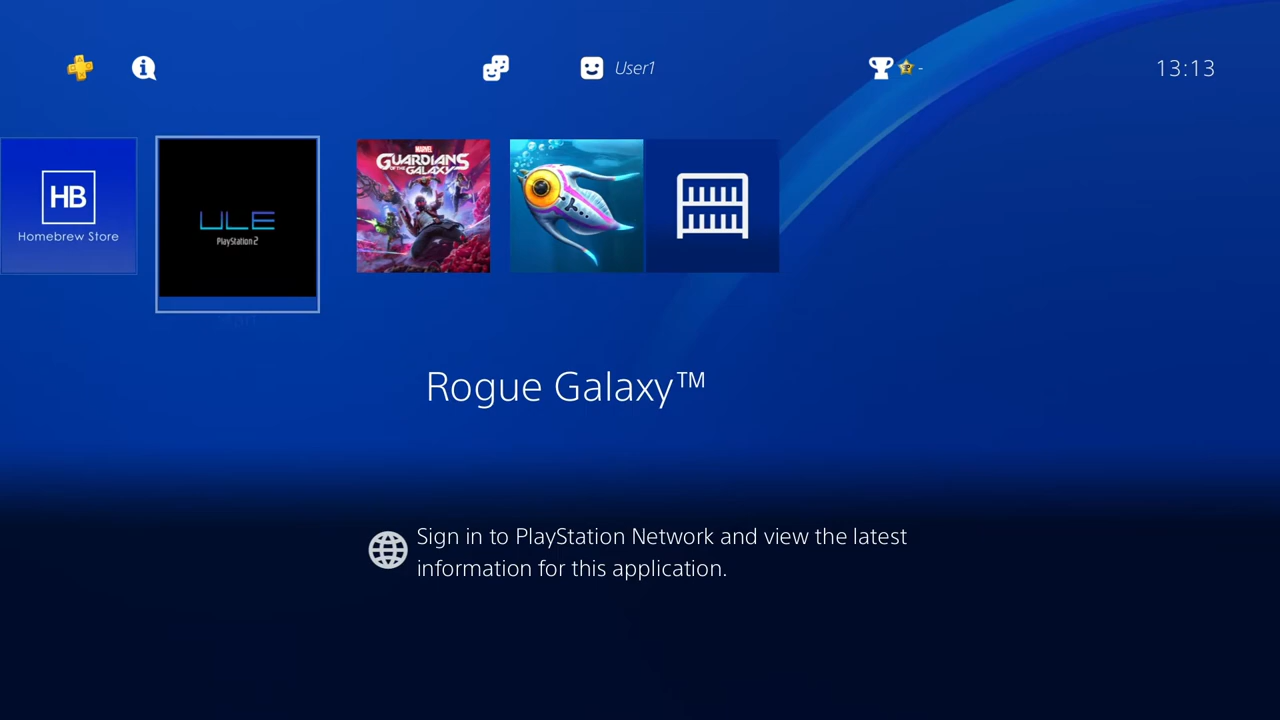 User1
-
13:13
HB
Homebrew Store
ULE
PlayStation 2
MARVEL
GUARDIANS
OF THE GALAXY
Rogue Galaxy™
Sign in to PlayStation Network and view the latest
information for this application.